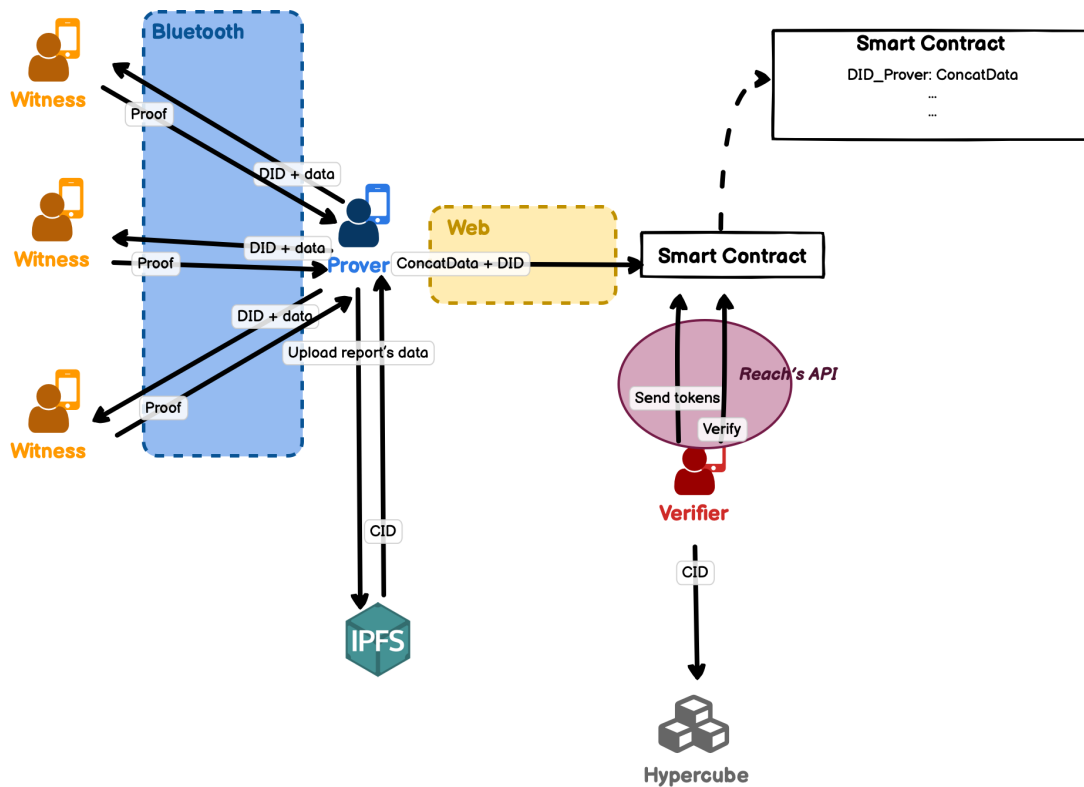 Bluetooth
Smart Contract
DID_Prover: ConcatData
...
...
Witness
Proof
DID + data
Witness
DID + data
Proof
Prover
ConcatData + DID
Web
Smart Contract
DID + data
Upload report's data
Proof
Witness
Reach's API
Send tokens
Verify
Verifier
CID
CID
IPFS
Hypercube